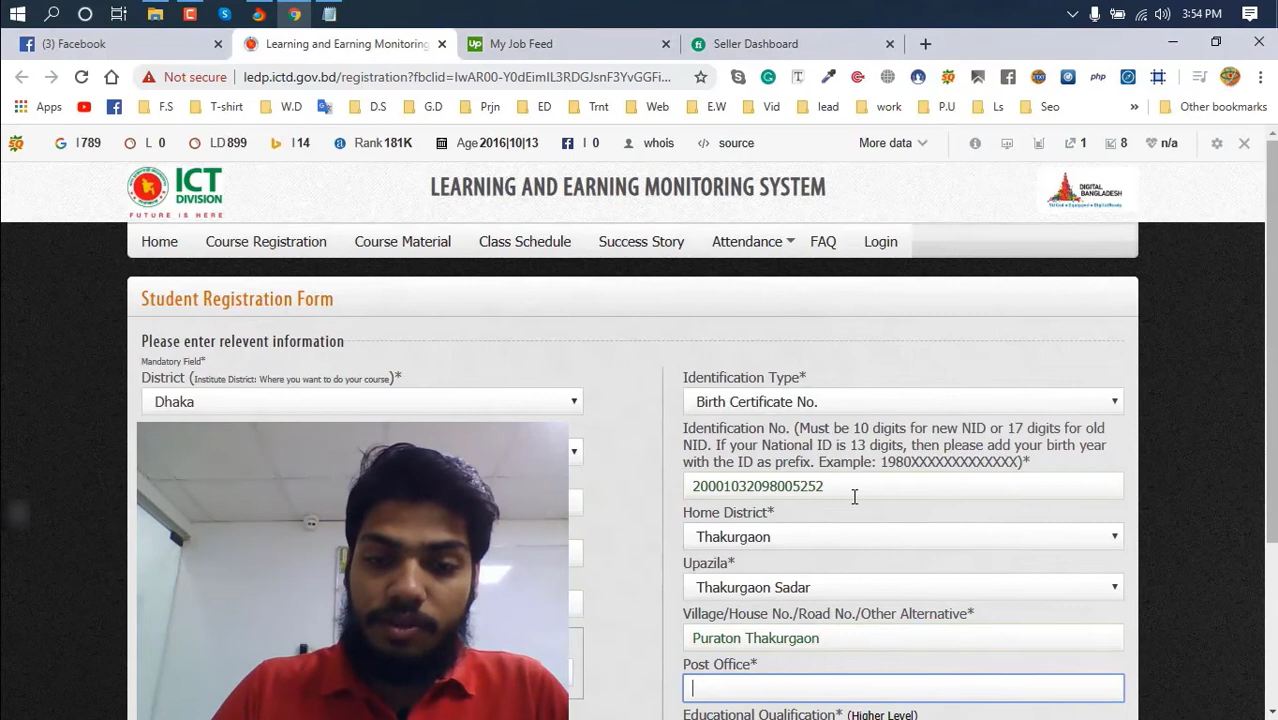 3:54 PM
(3) Facebook
Learning and Earning Monitoring
My Job Feed
Seller Dashboard
Not secure
ledp.ictd.gov.bd/registration?fbclid=IwAR00-Y0dEimIL3RDGJsnF3YvGGFi...
Apps
F.S
T-shirt
W.D
D.S
G.D
Prjn
ED
Trnt
Web
E.W
Vid
lead
work
P.U
Ls
Seo
»
Other bookmarks
I 789
L 0
LD 899
I 14
Rank 181K
Age 2016|10|13
I 0
whois
source
More data
1
8
n/a
ICT
DIVISION
FUTURE IS HERE
LEARNING AND EARNING MONITORING SYSTEM
DIGITAL
BANGLADESH
Home
Course Registration
Course Material
Class Schedule
Success Story
Attendance
FAQ
Login
Student Registration Form
Please enter relevent information
Mandatory Field*
District (Institute District: Where you want to do your course)*
Dhaka
Identification Type*
Birth Certificate No.
Identification No. (Must be 10 digits for new NID or 17 digits for old
NID. If your National ID is 13 digits, then please add your birth year
with the ID as prefix. Example: 1980XXXXXXXXXXXXX)*
20001032098005252
Home District*
Thakurgaon
Upazila*
Thakurgaon Sadar
Village/House No./Road No./Other Alternative*
Puraton Thakurgaon
Post Office*
Educational Qualification* (Higher Level)